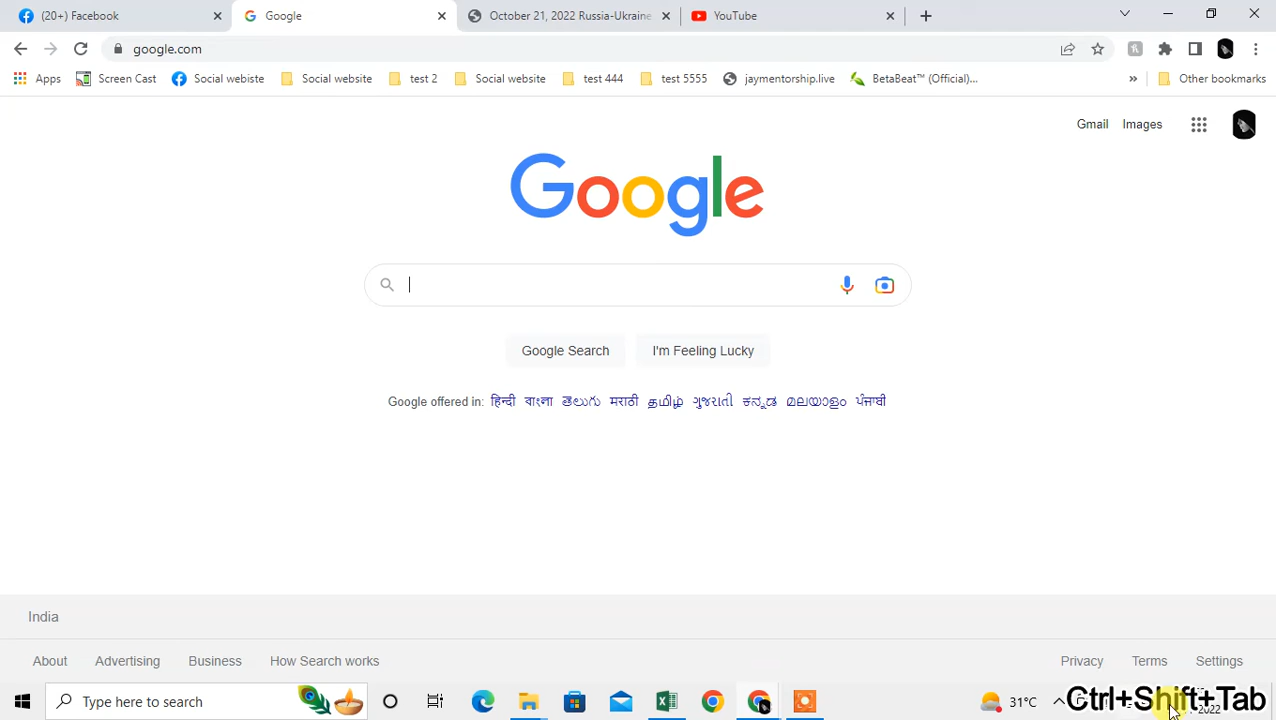 (20+) Facebook
Google
October 21, 2022 Russia-Ukraine
YouTube
google.com
Apps
Screen Cast
Social webiste
Social website
test 2
Social website
test 444
test 5555
jaymentorship.live
BetaBeat™ (Official)...
»
Other bookmarks
Gmail
Images
Google
Google Search
I'm Feeling Lucky
Google offered in: हिन्दी বাংলা తెలుగు मराठी தமிழ் ગુજરાતી ಕನ್ನಡ മലയാളം ਪੰਜਾਬੀ
India
About
Advertising
Business
How Search works
Privacy
Terms
Settings
Type here to search
31°C
Ctrl+Shift+Tab